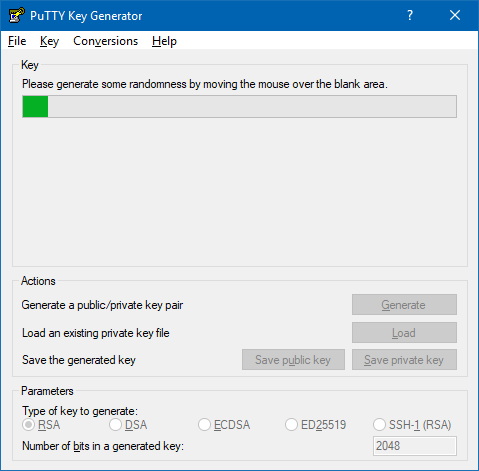 PuTTY Key Generator
File Key Conversions Help
Key
Please generate some randomness by moving the mouse over the blank area.
Actions
Generate a public/private key pair Generate
Load an existing private key file Load
Save the generated key Save public key Save private key
Parameters
Type of key to generate:
RSA DSA ECDSA ED25519 SSH-1 (RSA)
Number of bits in a generated key: 2048